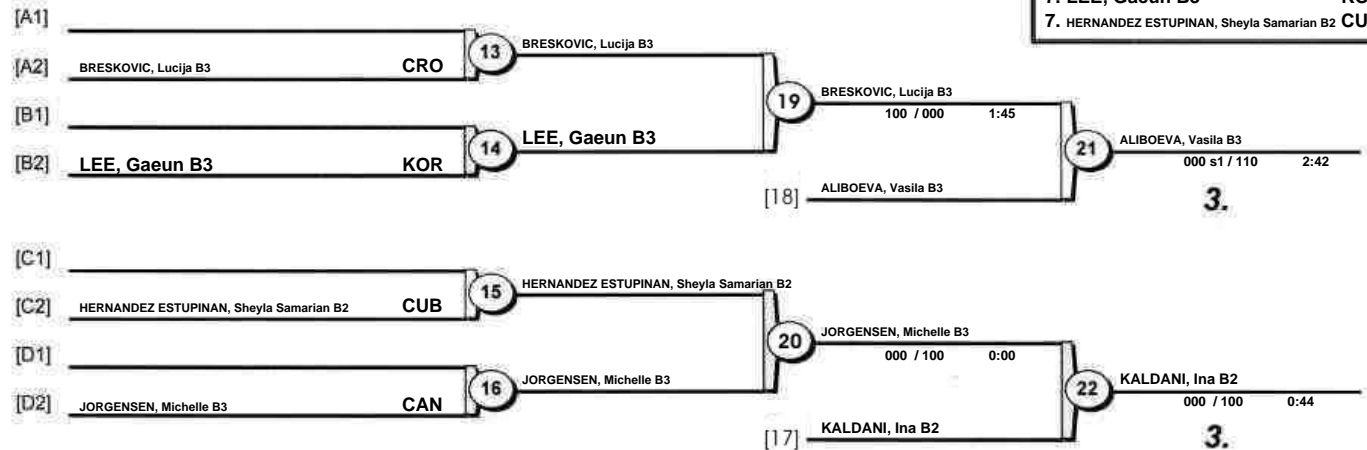 7. HERNANDEZ ESTUPINAN, Sheyla Samarian B2 CU
[A1]
[A2] BRESKOVIC, Lucija B3 CRO
13 BRESKOVIC, Lucija B3
[B1]
[B2] LEE, Gaeun B3 KOR
14 LEE, Gaeun B3
19 BRESKOVIC, Lucija B3
100 / 000 1:45
[18] ALIBOEVA, Vasila B3
21 ALIBOEVA, Vasila B3
000 s1 / 110 2:42
3.
[C1]
[C2] HERNANDEZ ESTUPINAN, Sheyla Samarian B2 CUB
15 HERNANDEZ ESTUPINAN, Sheyla Samarian B2
[D1]
[D2] JORGENSEN, Michelle B3 CAN
16 JORGENSEN, Michelle B3
20 JORGENSEN, Michelle B3
000 / 100 0:00
[17] KALDANI, Ina B2
22 KALDANI, Ina B2
000 / 100 0:44
3.